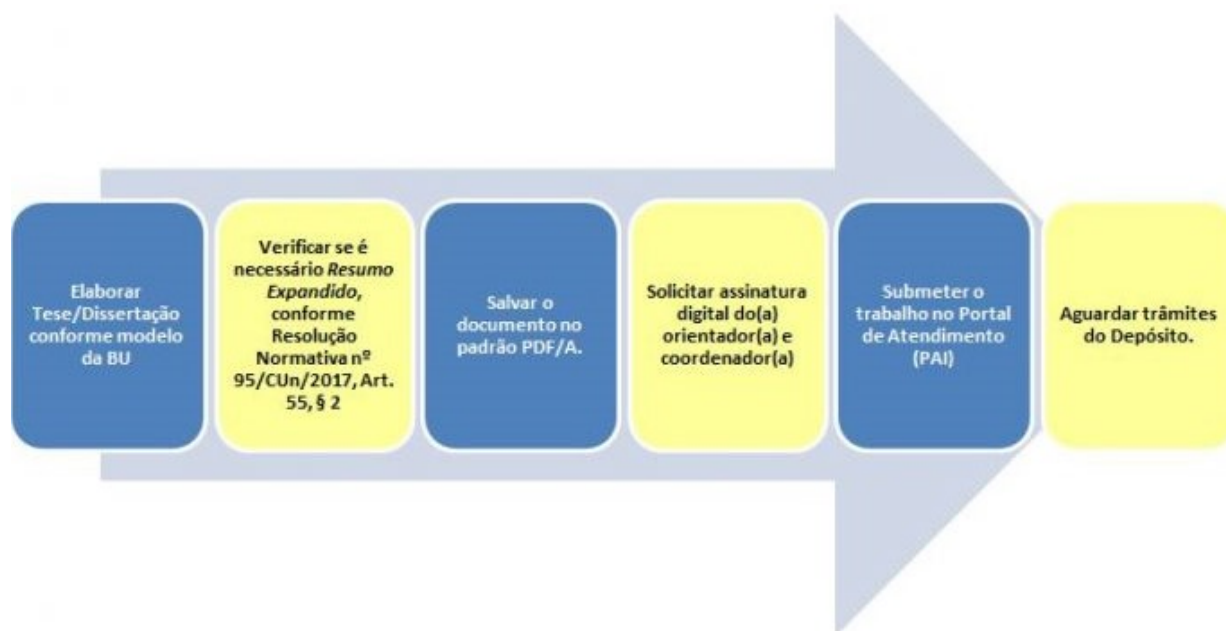 Elaborar
Tese/Dissertação
conforme modelo
da BU
Verificar se é
necessário Resumo
Expandido,
conforme
Resolução
Normativa nº
95/CUn/2017, Art.
55, § 2
Salvar o
documento no
padrão PDF/A.
Solicitar assinatura
digital do(a)
orientador(a) e
coordenador(a)
Submeter o
trabalho no Portal
de Atendimento
(PAI)
Aguardar trâmites
do Depósito.